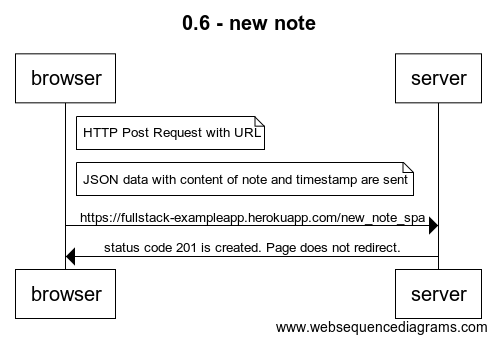 0.6 - new note
browser server
HTTP Post Request with URL
JSON data with content of note and timestamp are sent
https://fullstack-exampleapp.herokuapp.com/new_note_spa
status code 201 is created. Page does not redirect.
browser server
www.websequencediagrams.com